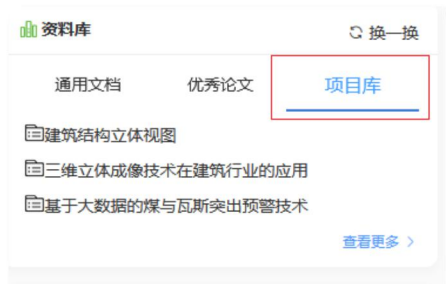 资料库 换一换
通用文档 优秀论文 项目库
建筑结构立体视图
三维立体成像技术在建筑行业的应用
基于大数据的煤与瓦斯突出预警技术
查看更多